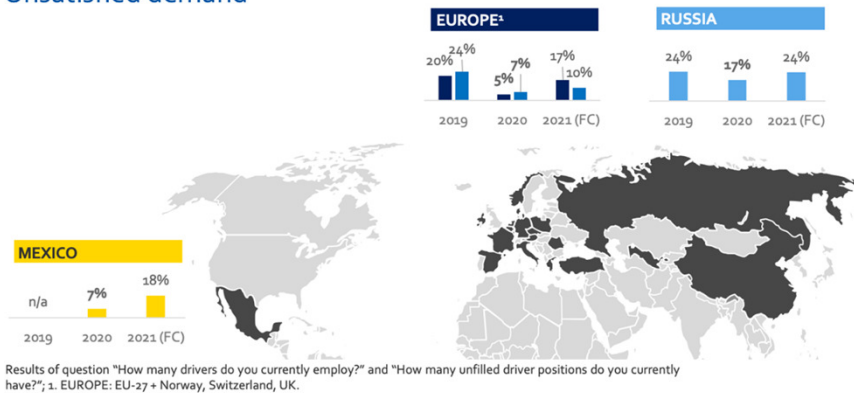 EUROPE¹
20% 24% 5% 7% 17% 10%
2019 2020 2021 (FC)
RUSSIA
24% 17% 24%
2019 2020 2021 (FC)
MEXICO
n/a 7% 18%
2019 2020 2021 (FC)
Results of question “How many drivers do you currently employ?” and “How many unfilled driver positions do you currently
have?”; 1. EUROPE: EU-27 + Norway, Switzerland, UK.